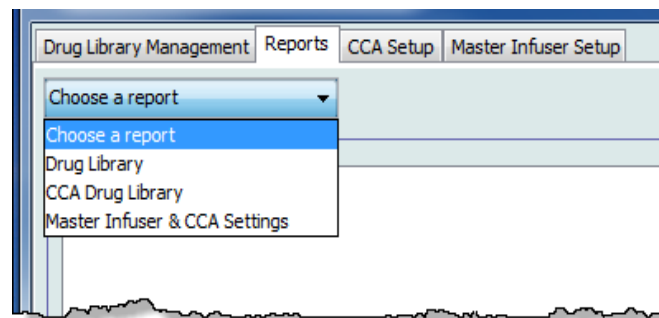 Drug Library Management Reports CCA Setup Master Infuser Setup
Choose a report
Choose a report
Drug Library
CCA Drug Library
Master Infuser & CCA Settings